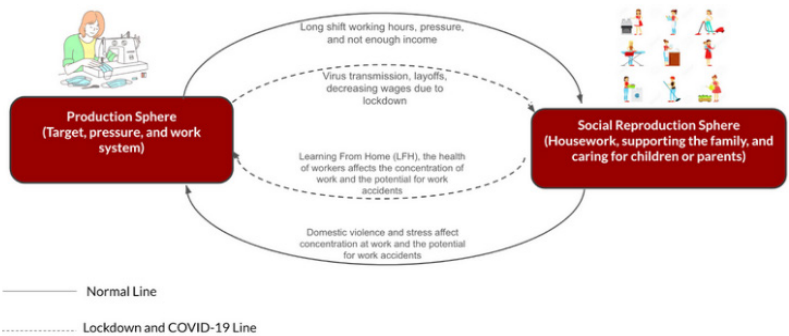 Long shift working hours, pressure,
and not enough income
Virus transmission, layoffs,
decreasing wages due to
lockdown
Production Sphere
(Target, pressure, and work
system)
Social Reproduction Sphere
(Housework, supporting the family, and
caring for children or parents)
Learning From Home (LFH), the health
of workers affects the concentration of
work and the potential for work
accidents
Domestic violence and stress affect
concentration at work and the potential
for work accidents
Normal Line
Lockdown and COVID-19 Line